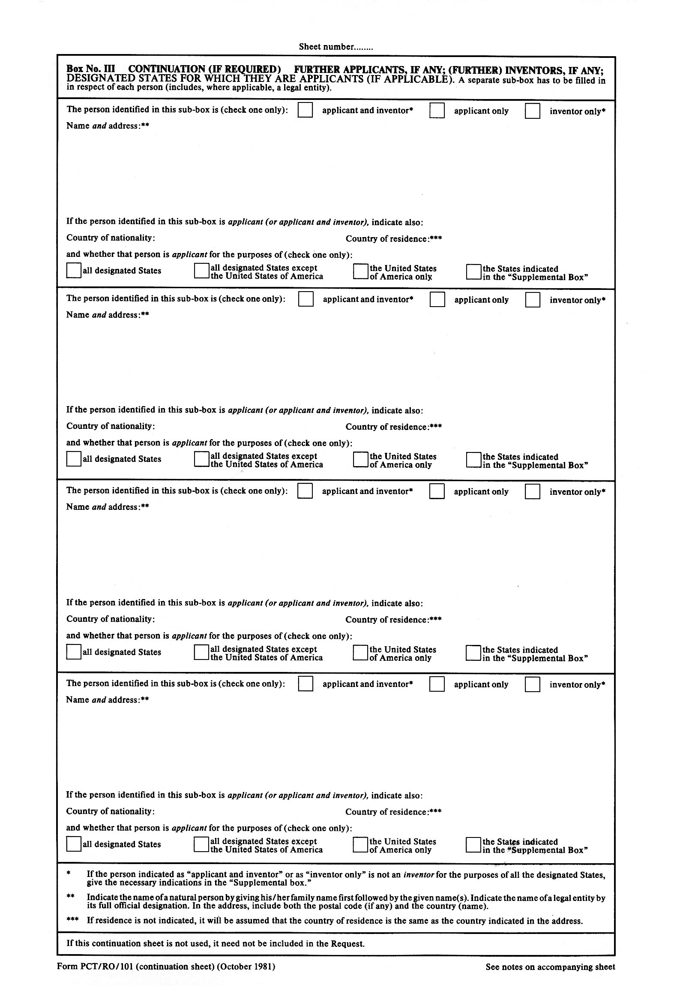 Sheet number........
Box No. III CONTINUATION (IF REQUIRED) FURTHER APPLICANTS, IF ANY; (FURTHER) INVENTORS, IF ANY;
DESIGNATED STATES FOR WHICH THEY ARE APPLICANTS (IF APPLICABLE). A separate sub-box has to be filled in
in respect of each person (includes, where applicable, a legal entity).
The person identified in this sub-box is (check one only): applicant and inventor* applicant only inventor only*
Name and address:**
If the person identified in this sub-box is applicant (or applicant and inventor), indicate also:
Country of nationality: Country of residence:***
and whether that person is applicant for the purposes of (check one only):
all designated States all designated States except the United States the States indicated
the United States of America of America only in the “Supplemental Box”
The person identified in this sub-box is (check one only): applicant and inventor* applicant only inventor only*
Name and address:**
If the person identified in this sub-box is applicant (or applicant and inventor), indicate also:
Country of nationality: Country of residence:***
and whether that person is applicant for the purposes of (check one only):
all designated States all designated States except the United States the States indicated
the United States of America of America only in the “Supplemental Box”
The person identified in this sub-box is (check one only): applicant and inventor* applicant only inventor only*
Name and address:**
If the person identified in this sub-box is applicant (or applicant and inventor), indicate also:
Country of nationality: Country of residence:***
and whether that person is applicant for the purposes of (check one only):
all designated States all designated States except the United States the States indicated
the United States of America of America only in the “Supplemental Box”
The person identified in this sub-box is (check one only): applicant and inventor* applicant only inventor only*
Name and address:**
If the person identified in this sub-box is applicant (or applicant and inventor), indicate also:
Country of nationality: Country of residence:***
and whether that person is applicant for the purposes of (check one only):
all designated States all designated States except the United States the States indicated
the United States of America of America only in the “Supplemental Box”
* If the person indicated as “applicant and inventor” or as “inventor only” is not an inventor for the purposes of all the designated States,
give the necessary indications in the “Supplemental box.”
** Indicate the name of a natural person by giving his/her family name first followed by the given name(s). Indicate the name of a legal entity by
its full official designation. In the address, include both the postal code (if any) and the country (name).
*** If residence is not indicated, it will be assumed that the country of residence is the same as the country indicated in the address.
If this continuation sheet is not used, it need not be included in the Request.
Form PCT/RO/101 (continuation sheet) (October 1981) See notes on accompanying sheet